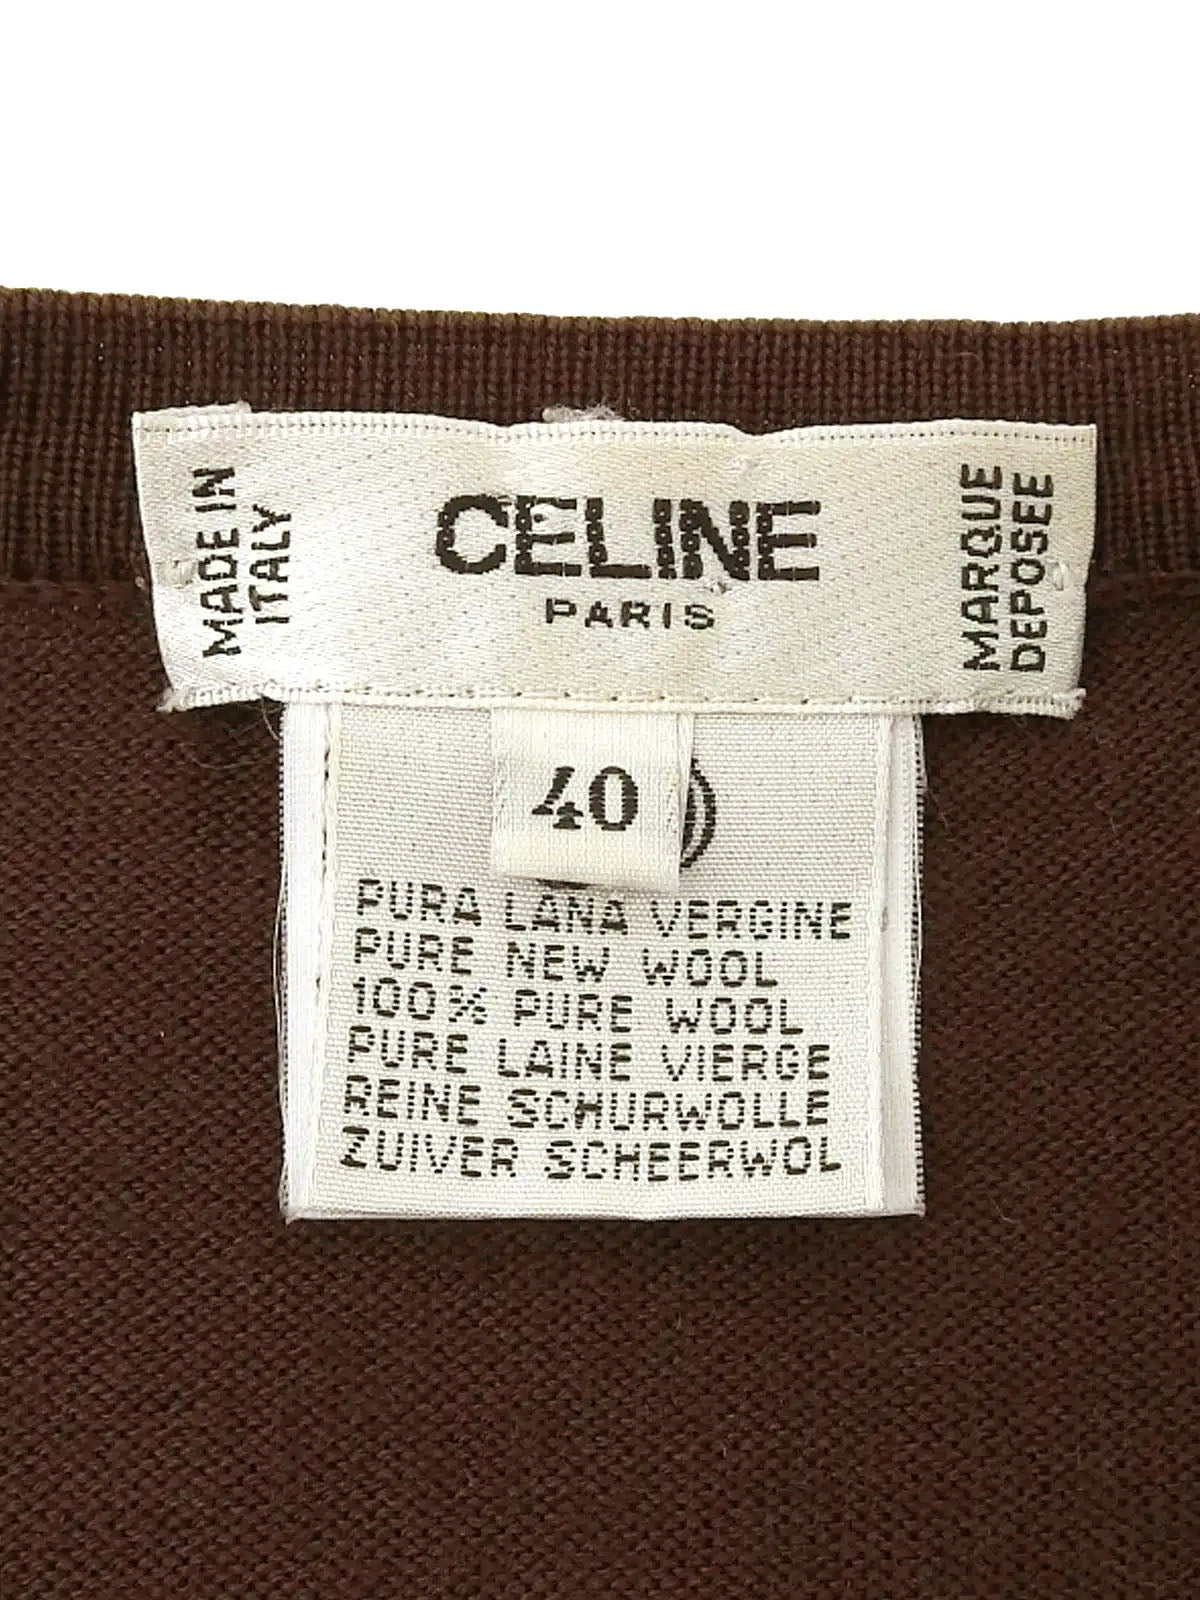 MADE IN
ITALY
CELINE
PARIS
MARQUE
DEPOSEE
40
PURA LANA VERGINE
PURE NEW WOOL
100% PURE WOOL
PURE LAINE VIERGE
REINE SCHURWOLLE
ZUIVER SCHEERWOL